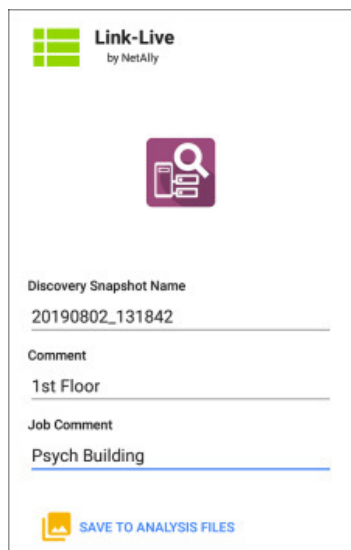 Link-Live
by NetAlly
Discovery Snapshot Name
20190802_131842
Comment
1st Floor
Job Comment
Psych Building
SAVE TO ANALYSIS FILES